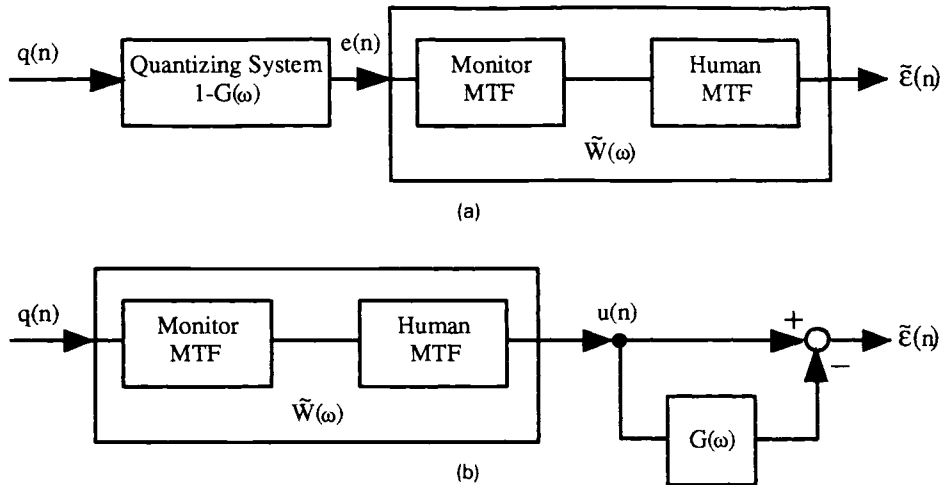 q(n)
Quantizing System
1-G(ω)
e(n)
Monitor
MTF
Human
MTF
W̃(ω)
ε̃(n)
(a)
q(n)
Monitor
MTF
Human
MTF
W̃(ω)
u(n)
+
−
ε̃(n)
G(ω)
(b)